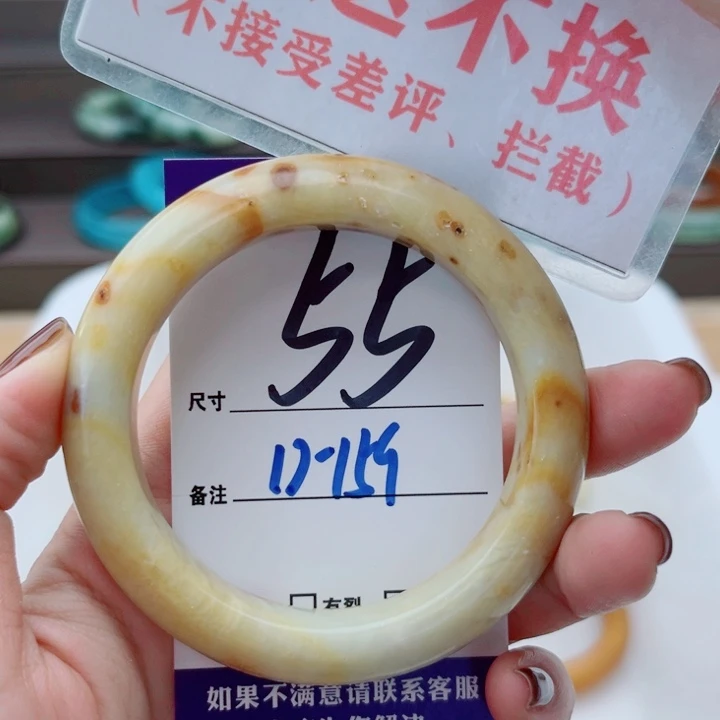 不换
（不接受差评、拦截）
55
尺寸
17-159
备注
有裂
如果不满意请联系客服